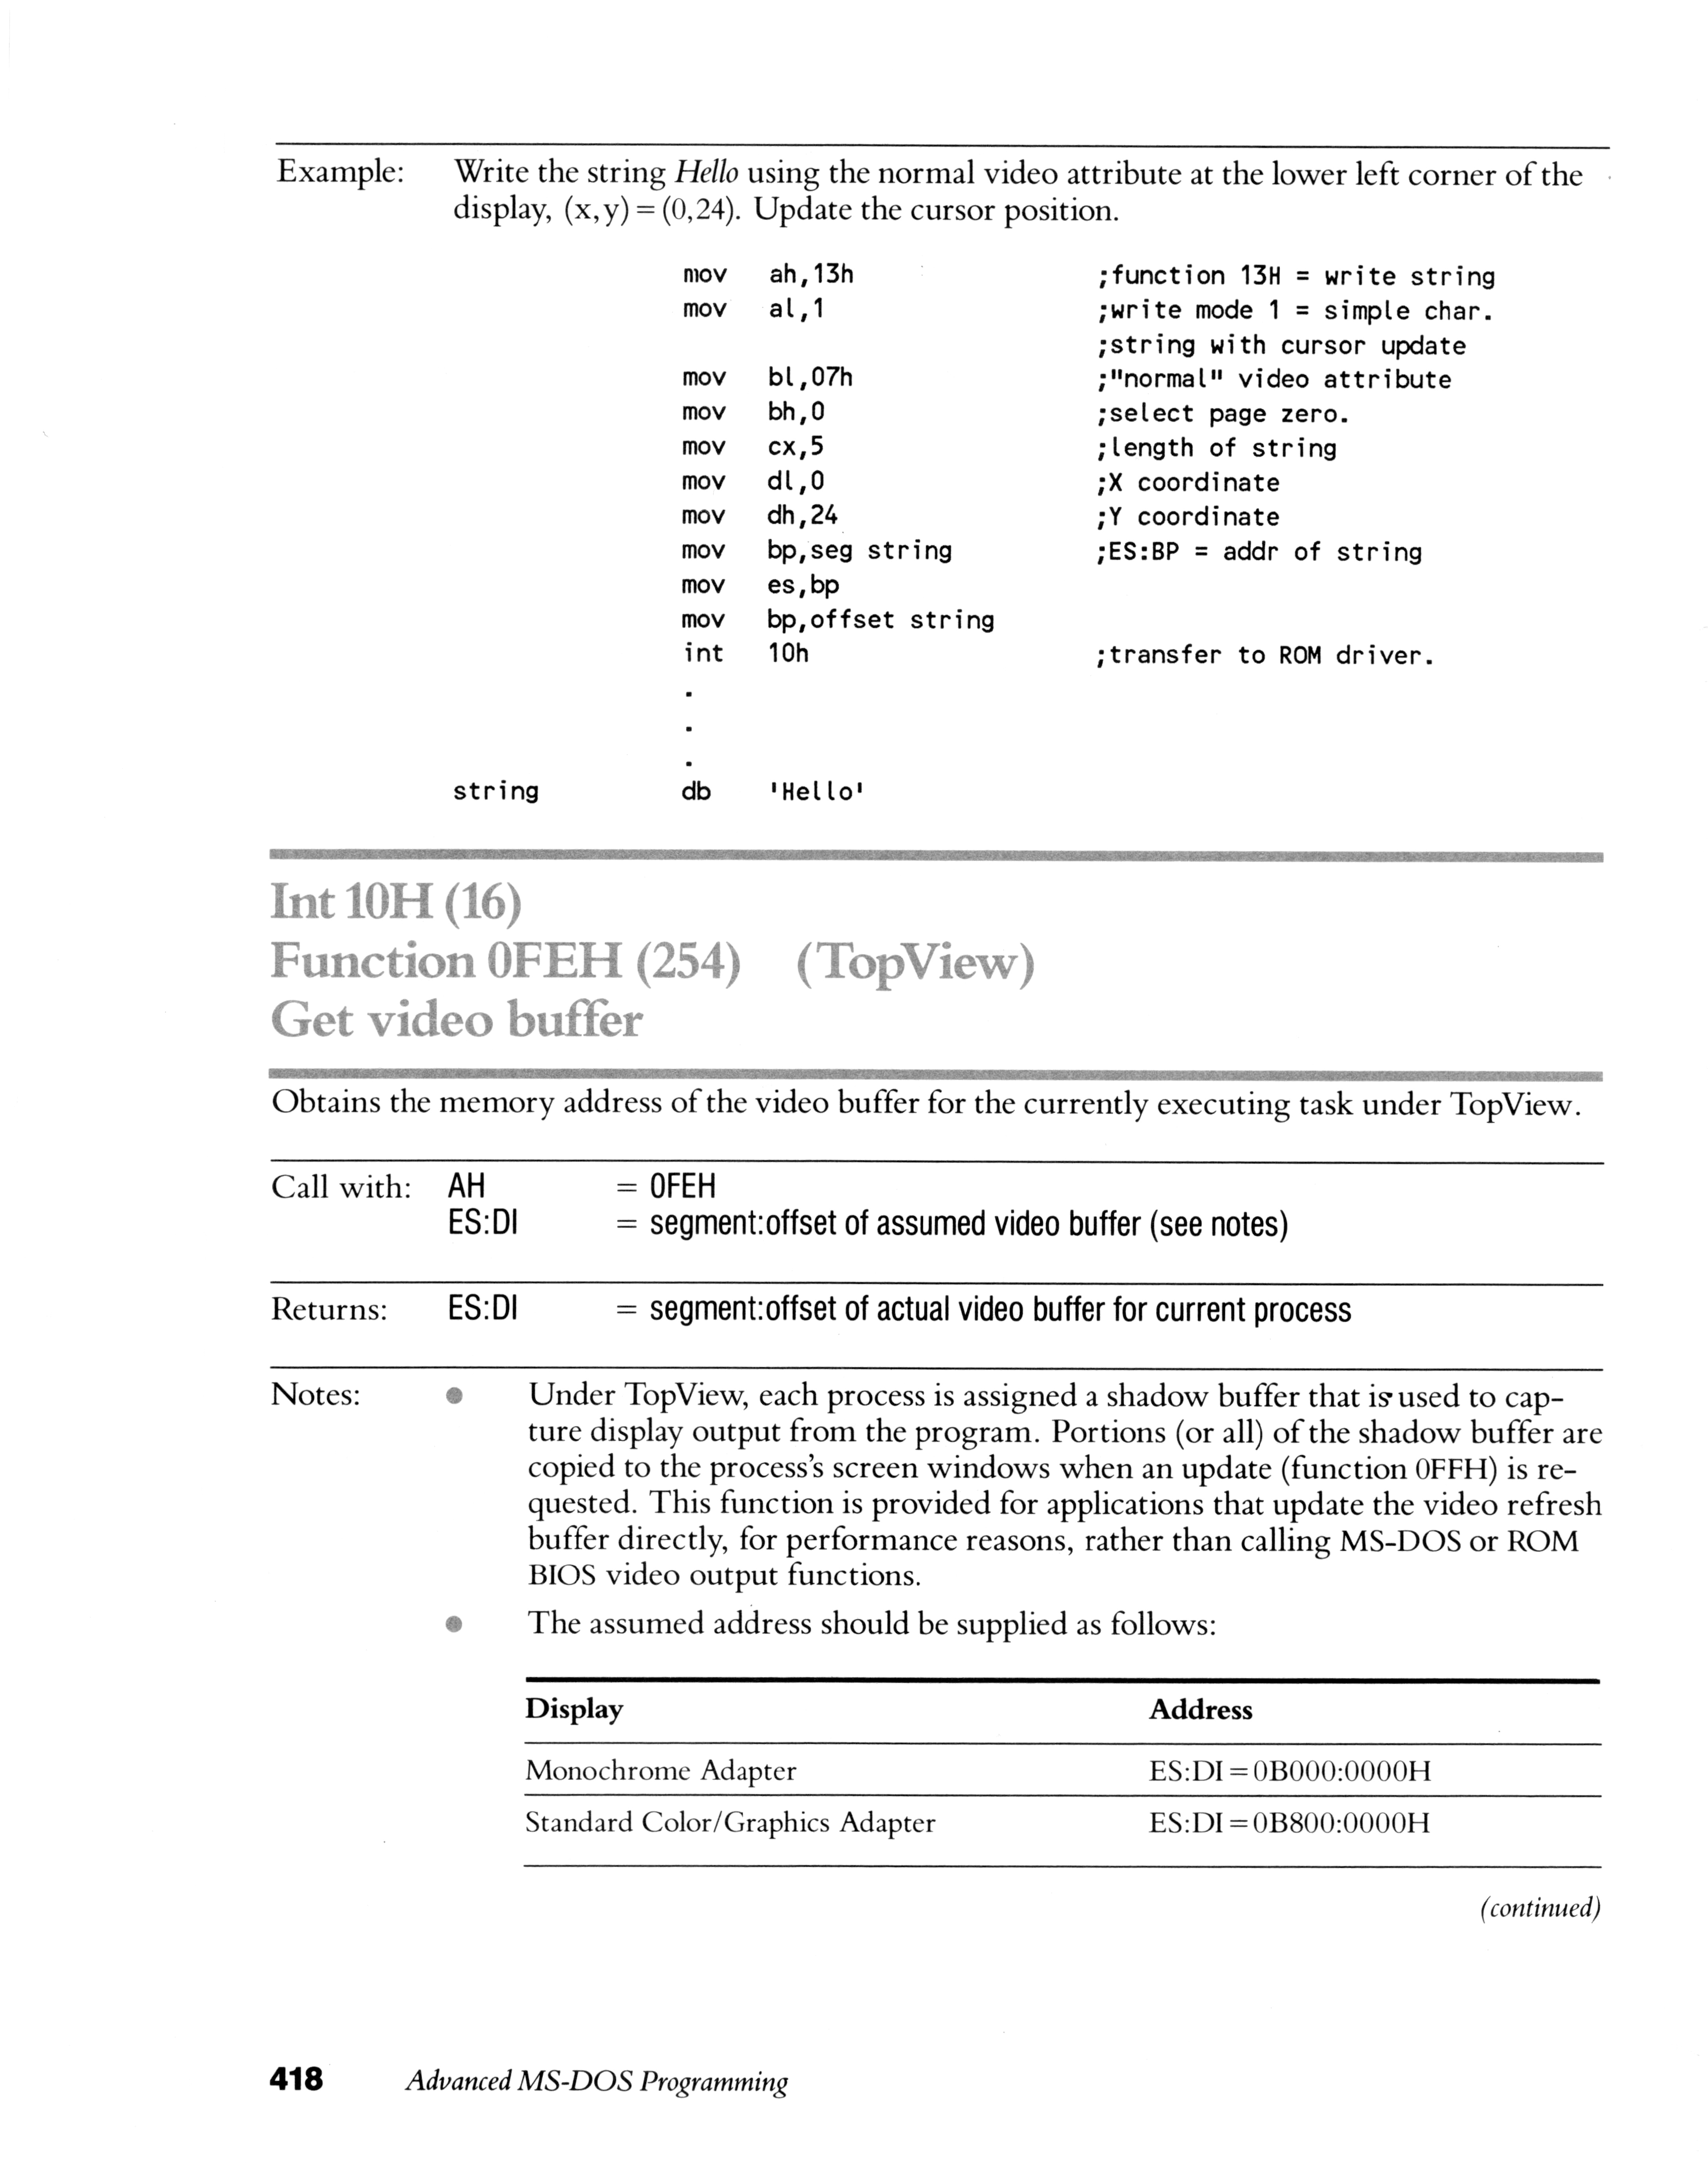 Example: Write the string Hello using the normal video attribute at the lower left corner of the
display, (x,y) = (0,24). Update the cursor position.
mov ah,13h ;function 13H = write string
mov al,1 ;write mode 1 = simple char.
;string with cursor update
mov bl,07h ;"normal" video attribute
mov bh,0 ;select page zero.
mov cx,5 ;length of string
mov dl,0 ;X coordinate
mov dh,24 ;Y coordinate
mov bp,seg string ;ES:BP = addr of string
mov es,bp
mov bp,offset string
int 10h ;transfer to ROM driver.
.
.
.
string db 'Hello'
Int 10H (16)
Function 0FEH (254) (TopView)
Get video buffer
Obtains the memory address of the video buffer for the currently executing task under TopView.
Call with: AH = 0FEH
ES:DI = segment:offset of assumed video buffer (see notes)
Returns: ES:DI = segment:offset of actual video buffer for current process
Notes: ● Under TopView, each process is assigned a shadow buffer that is used to cap-
ture display output from the program. Portions (or all) of the shadow buffer are
copied to the process's screen windows when an update (function 0FFH) is re-
quested. This function is provided for applications that update the video refresh
buffer directly, for performance reasons, rather than calling MS-DOS or ROM
BIOS video output functions.
● The assumed address should be supplied as follows:
Display Address
Monochrome Adapter ES:DI = 0B000:0000H
Standard Color/Graphics Adapter ES:DI = 0B800:0000H
(continued)
418 Advanced MS-DOS Programming